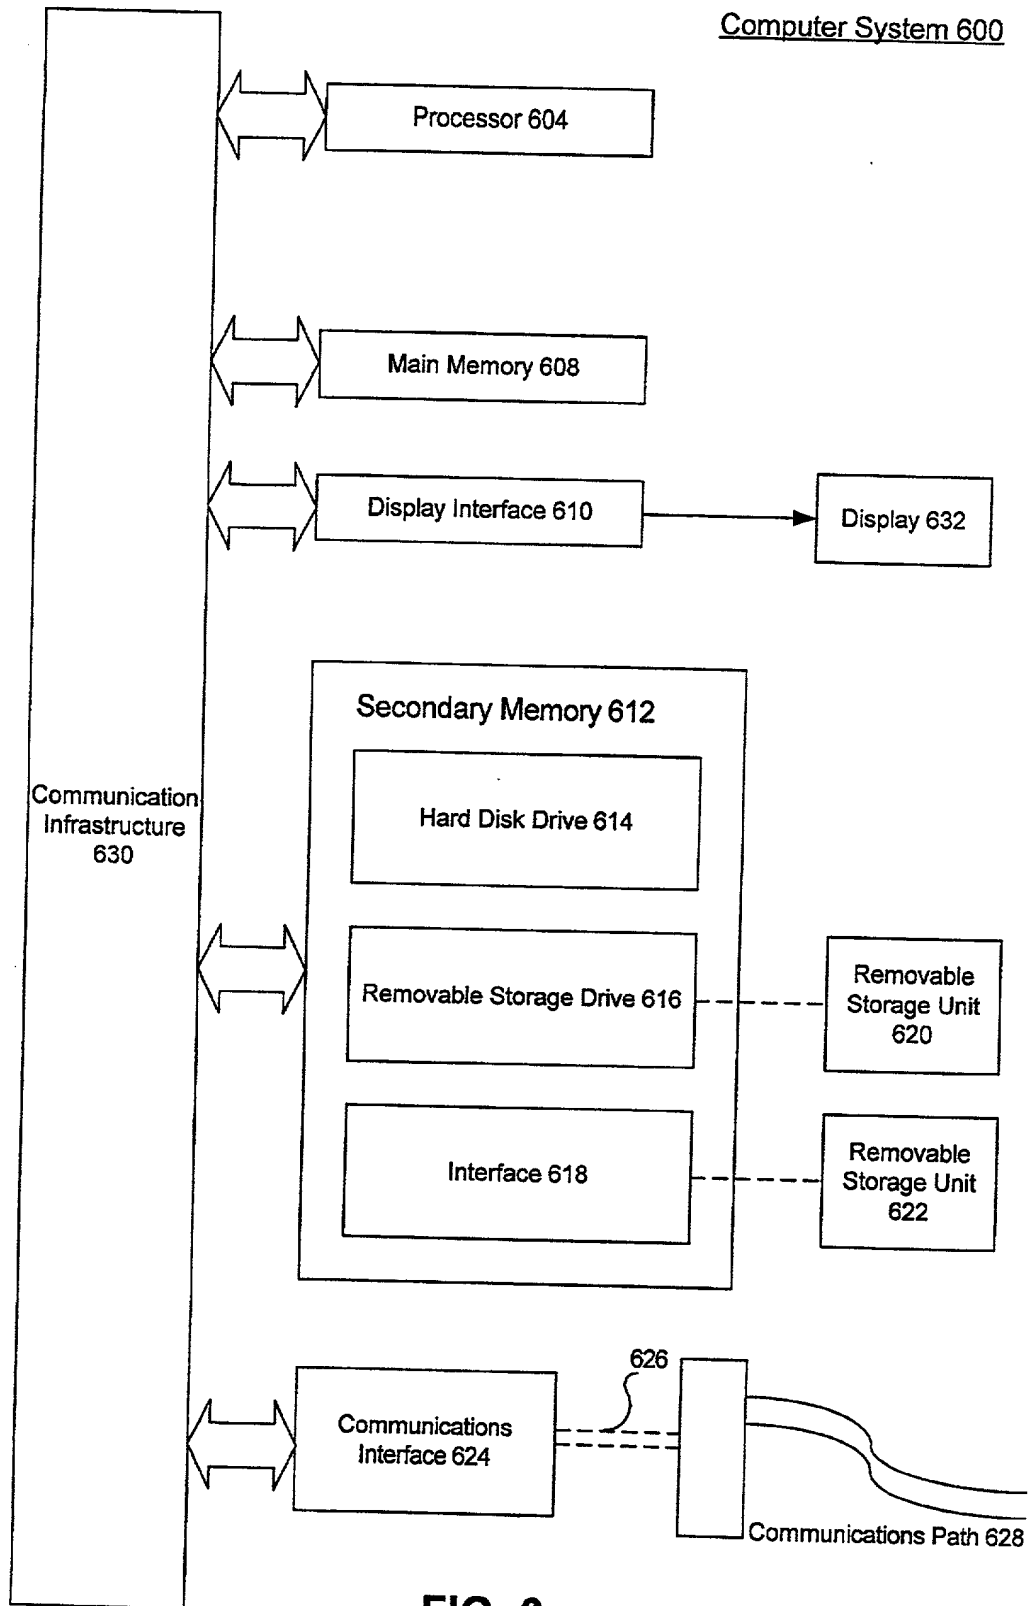 Computer System 600
Processor 604
Main Memory 608
Display Interface 610
Display 632
Secondary Memory 612
Hard Disk Drive 614
Communication
Infrastructure
630
Removable Storage Drive 616
Removable
Storage Unit
620
Interface 618
Removable
Storage Unit
622
626
Communications
Interface 624
Communications Path 628
FIG.